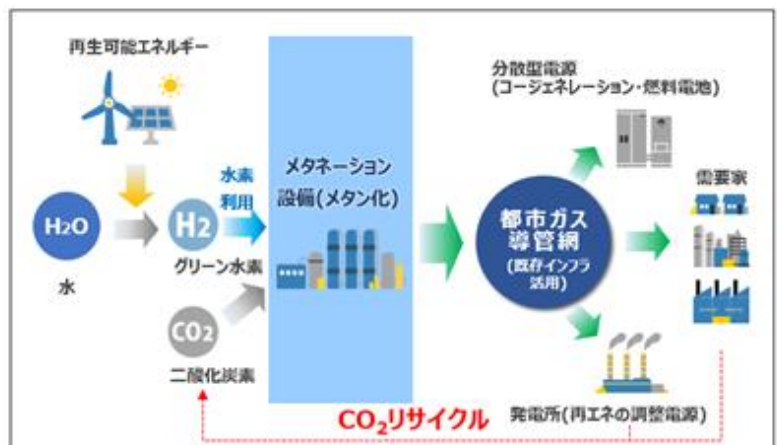 再生可能エネルギー
H2O
水
水素
利用
H2
グリーン水素
CO2
二酸化炭素
メタネーション
設備(メタン化)
都市ガス
導管網
(既存インフラ
活用)
分散型電源
(コージェネレーション・燃料電池)
需要家
発電所(再エネの調整電源)
CO2リサイクル